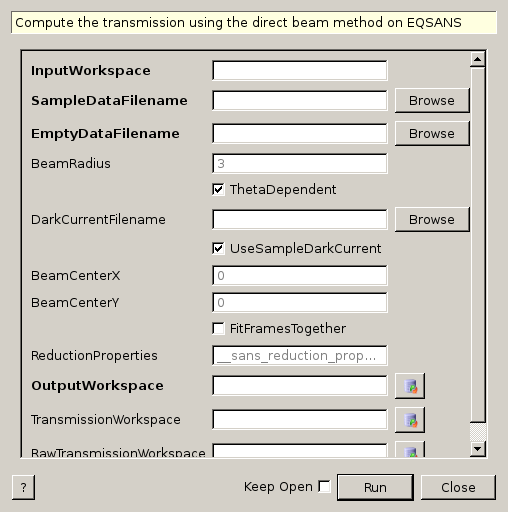 Compute the transmission using the direct beam method on EQSANS
InputWorkspace
SampleDataFilename Browse
EmptyDataFilename Browse
BeamRadius 3
ThetaDependent
DarkCurrentFilename Browse
UseSampleDarkCurrent
BeamCenterX 0
BeamCenterY 0
FitFramesTogether
ReductionProperties __sans_reduction_prop...
OutputWorkspace
TransmissionWorkspace
RawTransmissionWorkspace
? Keep Open Run Close